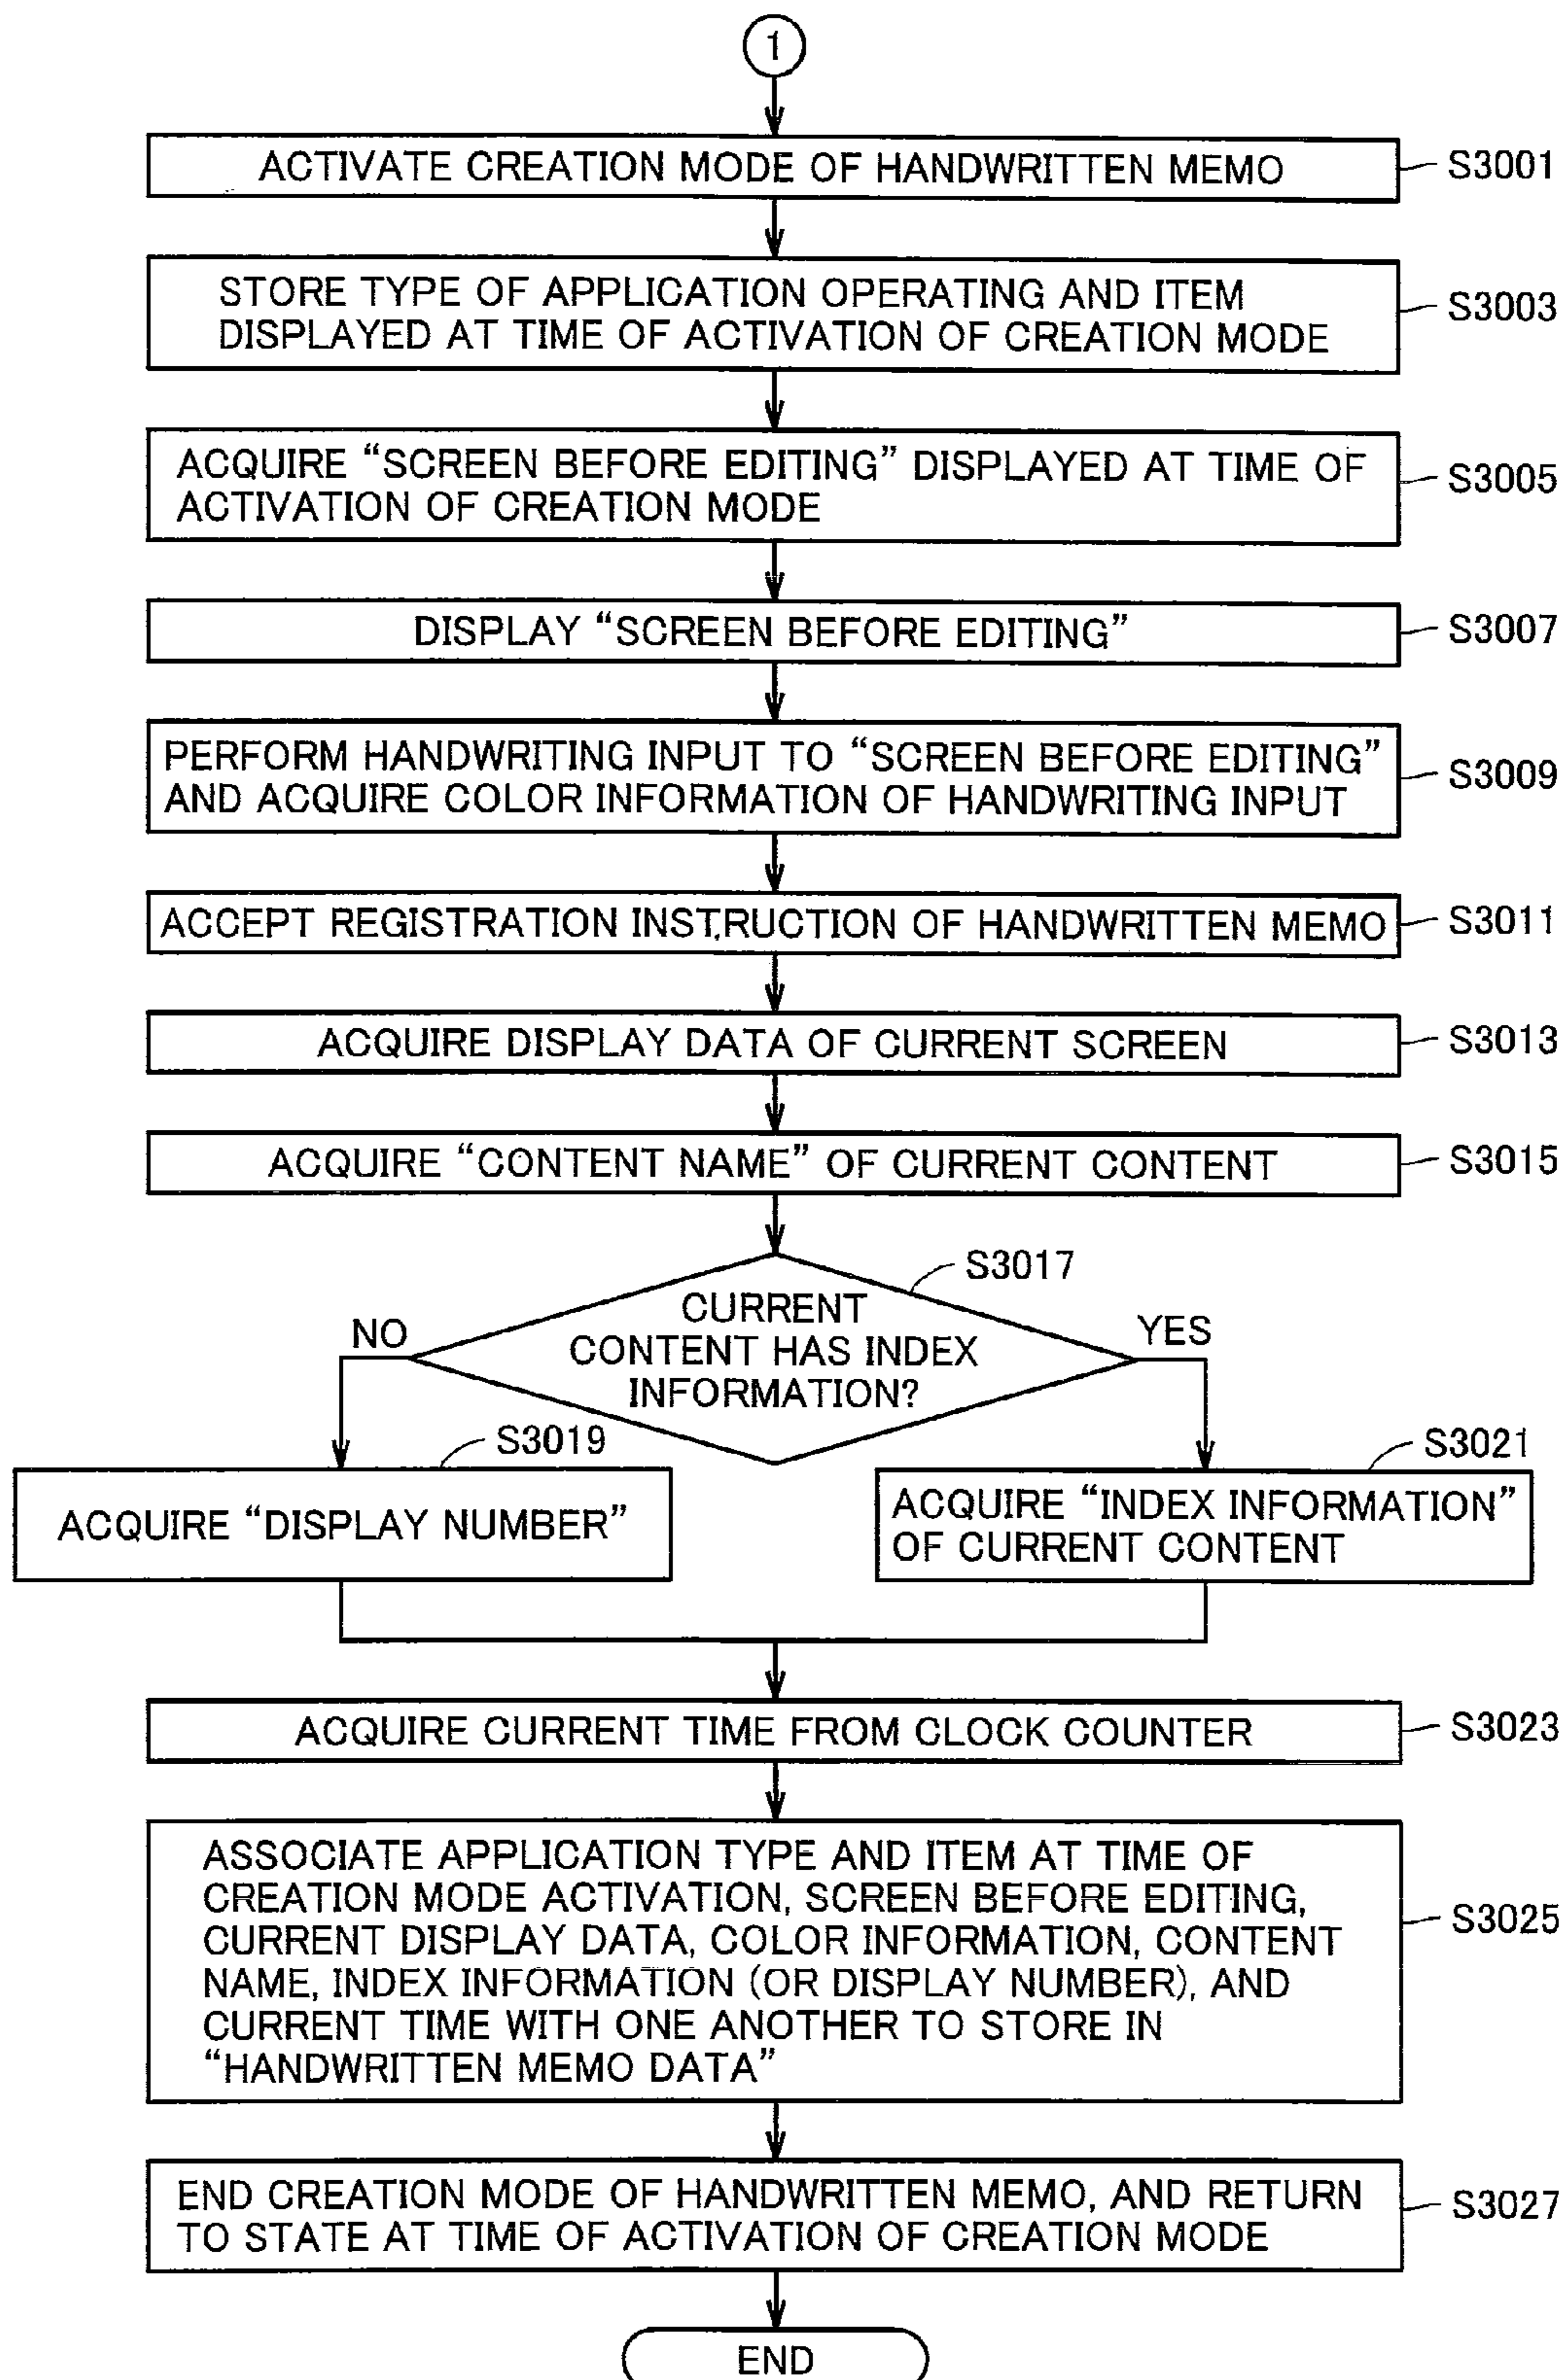 1
ACTIVATE CREATION MODE OF HANDWRITTEN MEMO
S3001
STORE TYPE OF APPLICATION OPERATING AND ITEM
DISPLAYED AT TIME OF ACTIVATION OF CREATION MODE
S3003
ACQUIRE “SCREEN BEFORE EDITING” DISPLAYED AT TIME OF
ACTIVATION OF CREATION MODE
S3005
DISPLAY “SCREEN BEFORE EDITING”
S3007
PERFORM HANDWRITING INPUT TO “SCREEN BEFORE EDITING”
AND ACQUIRE COLOR INFORMATION OF HANDWRITING INPUT
S3009
ACCEPT REGISTRATION INSTRUCTION OF HANDWRITTEN MEMO
S3011
ACQUIRE DISPLAY DATA OF CURRENT SCREEN
S3013
ACQUIRE “CONTENT NAME” OF CURRENT CONTENT
S3015
S3017
CURRENT
CONTENT HAS INDEX
INFORMATION?
NO
YES
S3019
ACQUIRE “DISPLAY NUMBER”
S3021
ACQUIRE “INDEX INFORMATION”
OF CURRENT CONTENT
ACQUIRE CURRENT TIME FROM CLOCK COUNTER
S3023
ASSOCIATE APPLICATION TYPE AND ITEM AT TIME OF
CREATION MODE ACTIVATION, SCREEN BEFORE EDITING,
CURRENT DISPLAY DATA, COLOR INFORMATION, CONTENT
NAME, INDEX INFORMATION (OR DISPLAY NUMBER), AND
CURRENT TIME WITH ONE ANOTHER TO STORE IN
“HANDWRITTEN MEMO DATA”
S3025
END CREATION MODE OF HANDWRITTEN MEMO, AND RETURN
TO STATE AT TIME OF ACTIVATION OF CREATION MODE
S3027
END